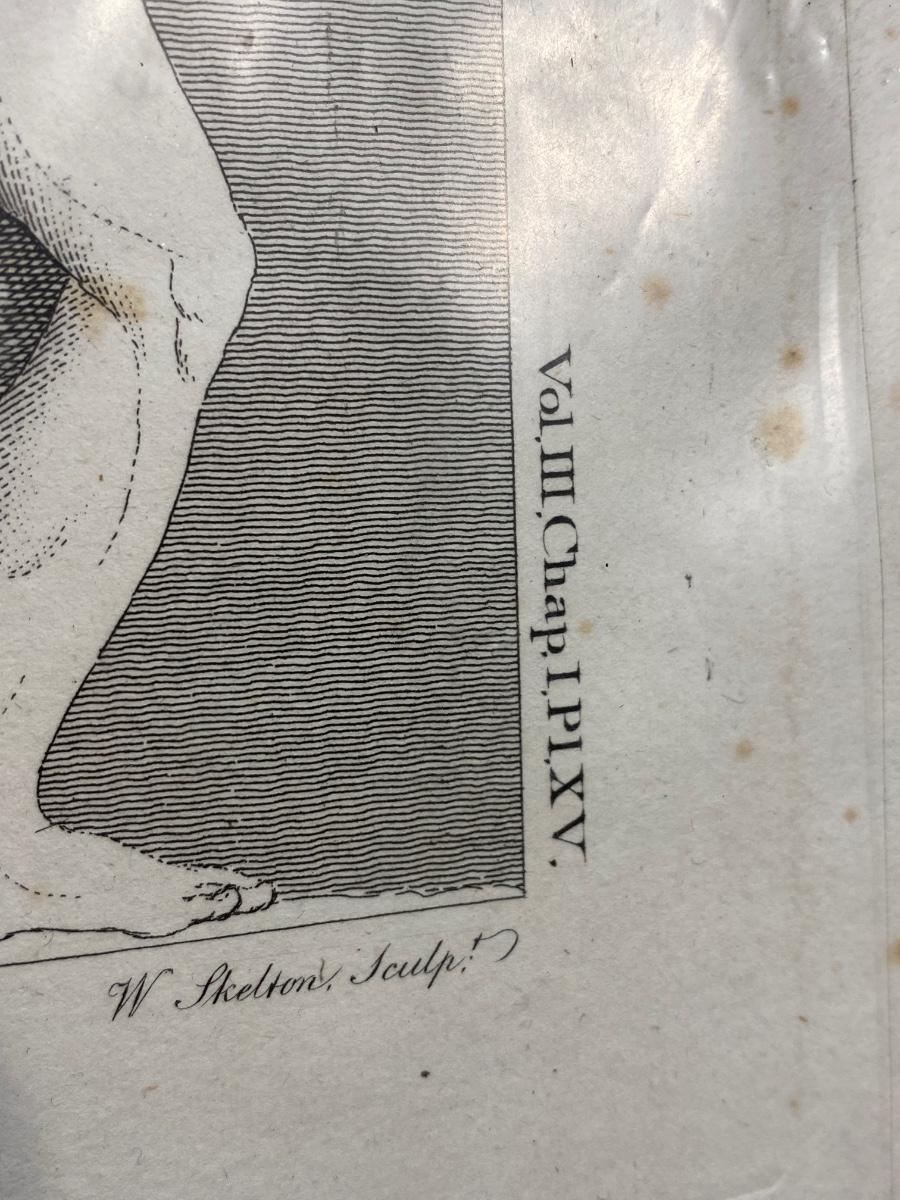 Vol. III. Chap. I. Pl. XV.
W Skelton, Sculp.t